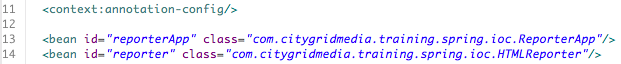 11 <context:annotation-config/>
12
13 <bean id="reporterApp" class="com.citygridmedia.training.spring.ioc.ReporterApp"/>
14 <bean id="reporter" class="com.citygridmedia.training.spring.ioc.HTMLReporter"/>